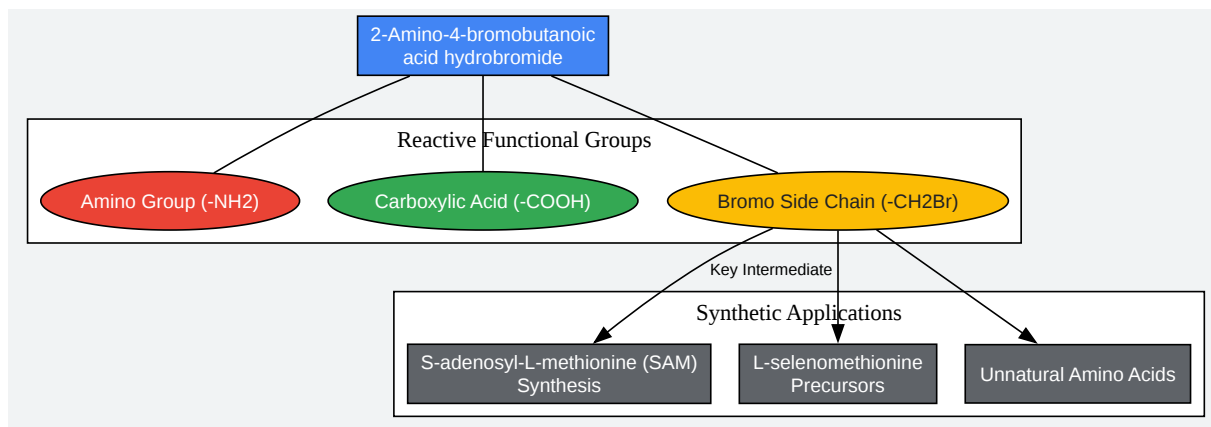 2-Amino-4-bromobutanoic
acid hydrobromide
Reactive Functional Groups
Amino Group (-NH2)
Carboxylic Acid (-COOH)
Bromo Side Chain (-CH2Br)
Key Intermediate
Synthetic Applications
S-adenosyl-L-methionine (SAM)
Synthesis
L-selenomethionine
Precursors
Unnatural Amino Acids